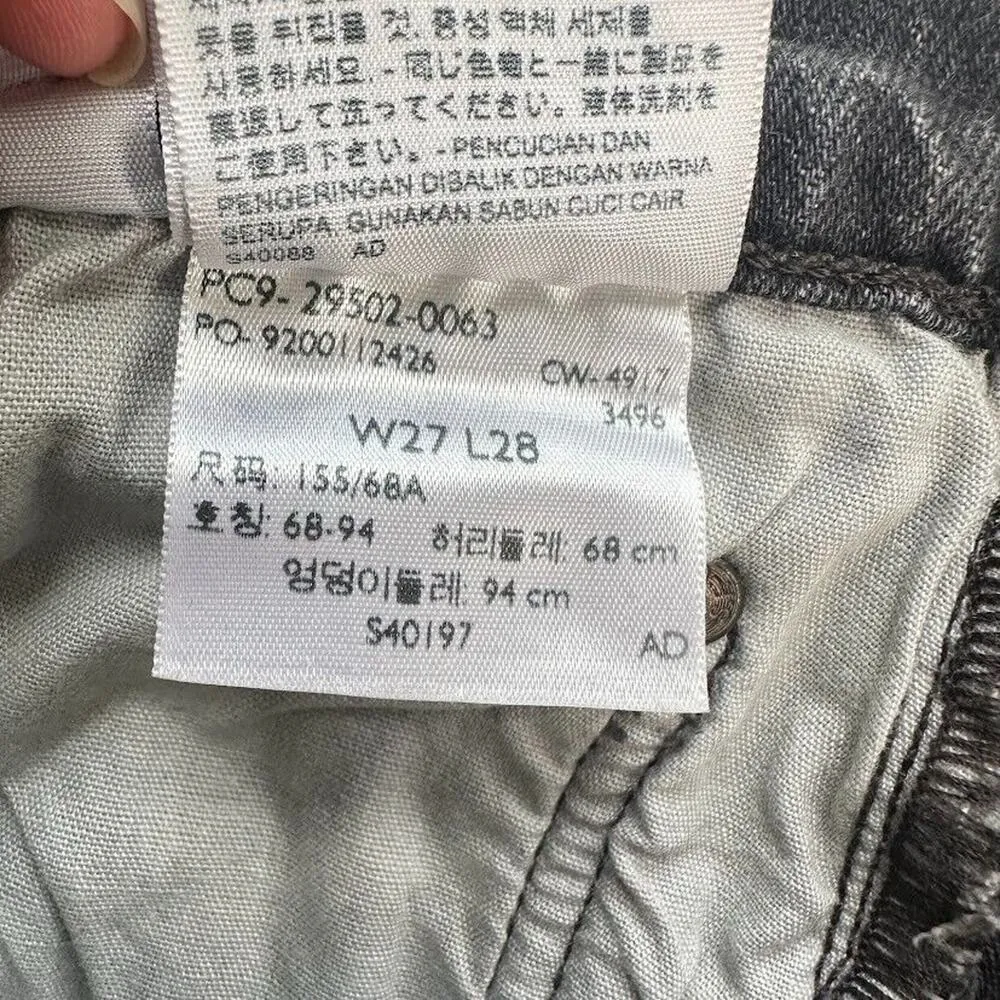 뜻을 뒤집을 것. 중성 액체 세제를
사용하세요. - 同じ色物と一緒に製品を
裏返して洗ってください。液体洗剤を
ご使用下さい。-PENCUCIAN DAN
PENGERINGAN DIBALIK DENGAN WARNA
SERUPA. GUNAKAN SABUN CUCI CAIR
S40088 AD
PC9- 29502-0063
PO- 9200112426 CW- 4917
3496
W27 L28
尺码: 155/68A
호칭: 68-94 허리둘레: 68 cm
엉덩이둘레: 94 cm
S40197 AD